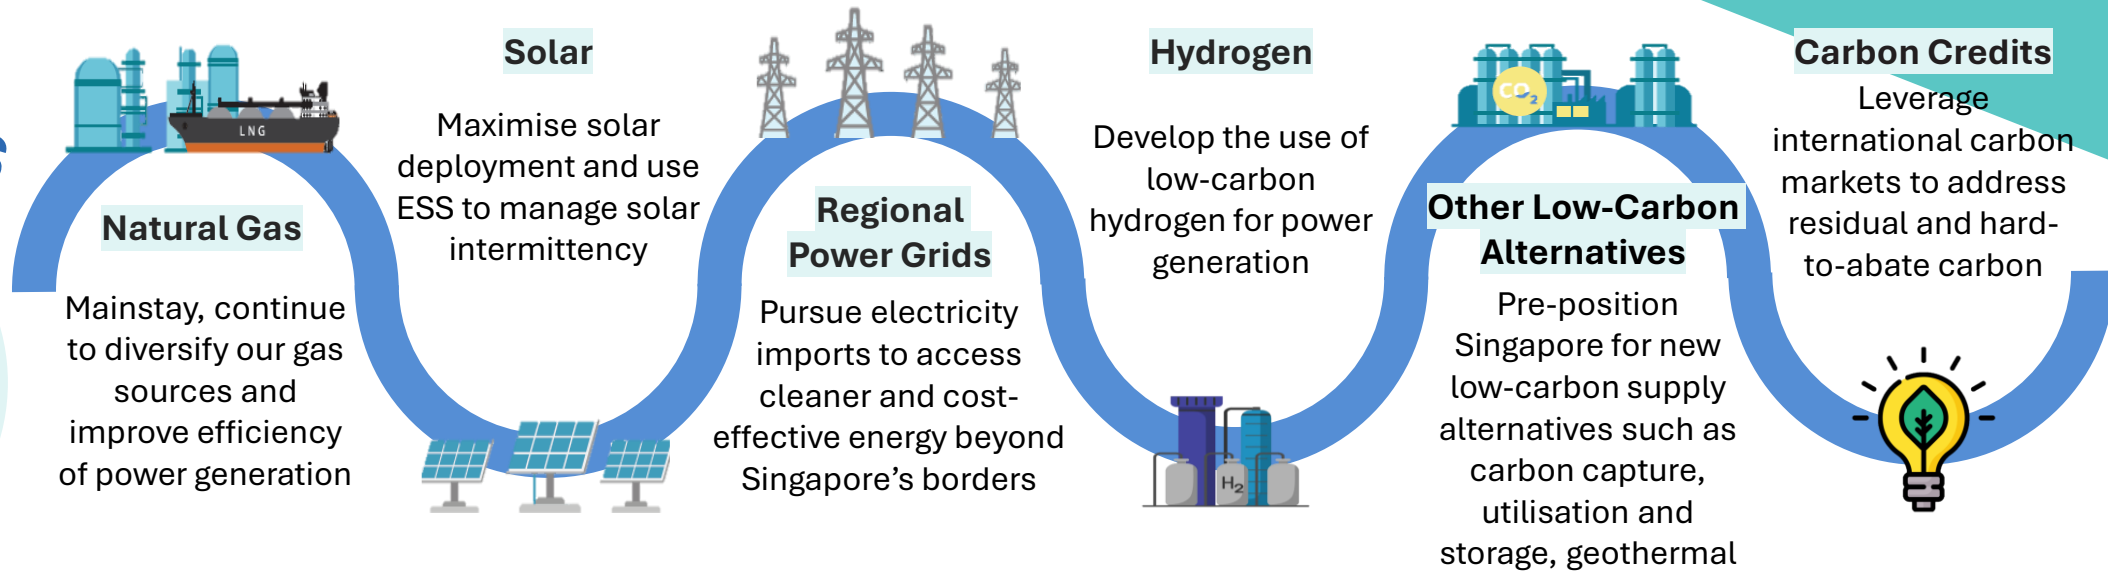 LNG
Natural Gas
Mainstay, continue
to diversify our gas
sources and
improve efficiency
of power generation
Solar
Maximise solar
deployment and use
ESS to manage solar
intermittency
Regional
Power Grids
Pursue electricity
imports to access
cleaner and cost-
effective energy beyond
Singapore’s borders
Hydrogen
Develop the use of
low-carbon
hydrogen for power
generation
H2
CO2
Other Low-Carbon
Alternatives
Pre-position
Singapore for new
low-carbon supply
alternatives such as
carbon capture,
utilisation and
storage, geothermal
Carbon Credits
Leverage
international carbon
markets to address
residual and hard-
to-abate carbon